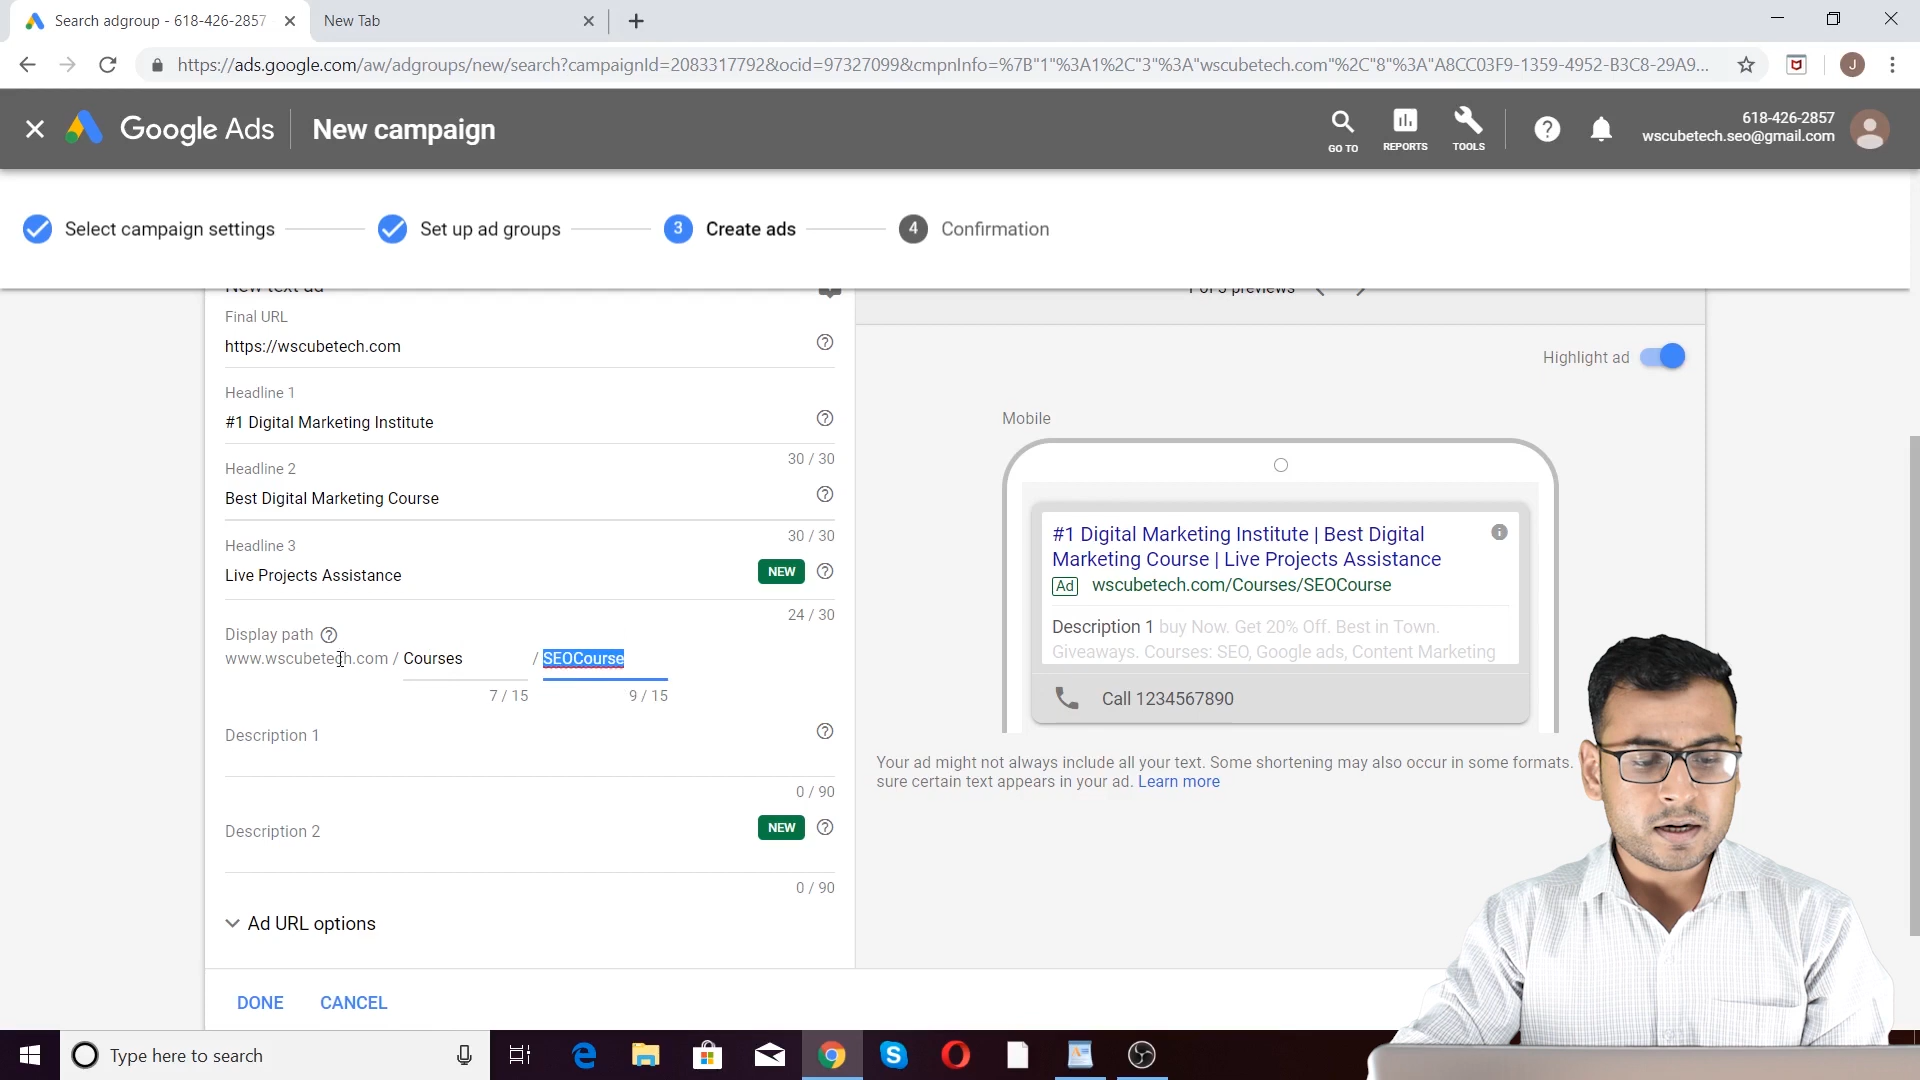 Search adgroup - 618-426-2857
New Tab
https://ads.google.com/aw/adgroups/new/search?campaignId=2083317792&ocid=97327099&cmpnInfo=%7B"1"%3A1%2C"3"%3A"wscubetech.com"%2C"8"%3A"A8CC03F9-1359-4952-B3C8-29A9...
J
Google Ads
New campaign
GO TO
REPORTS
TOOLS
618-426-2857
wscubetech.seo@gmail.com
Select campaign settings
Set up ad groups
3 Create ads
4 Confirmation
New text ad
1 of 5 previews
Final URL
https://wscubetech.com
Highlight ad
Headline 1
#1 Digital Marketing Institute
30 / 30
Headline 2
Best Digital Marketing Course
30 / 30
Headline 3
Live Projects Assistance
NEW
24 / 30
Display path
www.wscubetech.com / Courses / SEOCourse
7 / 15
9 / 15
Description 1
0 / 90
Description 2
NEW
0 / 90
Ad URL options
DONE
CANCEL
Mobile
#1 Digital Marketing Institute | Best Digital
Marketing Course | Live Projects Assistance
Ad wscubetech.com/Courses/SEOCourse
Description 1 buy Now. Get 20% Off. Best in Town.
Giveaways. Courses: SEO, Google ads, Content Marketing
Call 1234567890
Your ad might not always include all your text. Some shortening may also occur in some formats.
sure certain text appears in your ad. Learn more
Type here to search